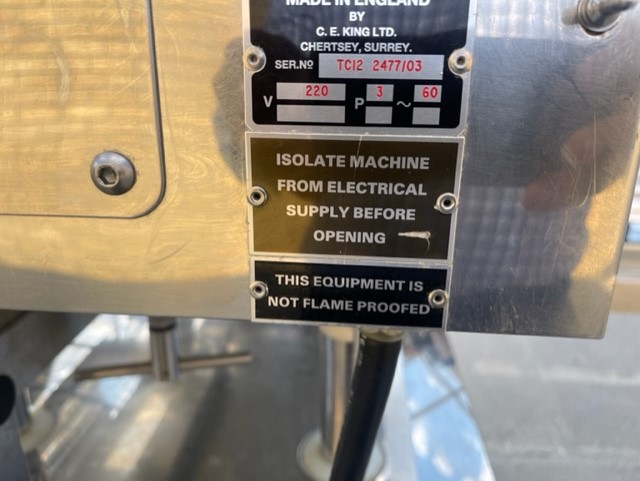 MADE IN ENGLAND
BY
C. E. KING LTD.
CHERTSEY, SURREY.
SER.Nº TC12 2477/03
V 220 P 3 ~ 60
ISOLATE MACHINE
FROM ELECTRICAL
SUPPLY BEFORE
OPENING
THIS EQUIPMENT IS
NOT FLAME PROOFED